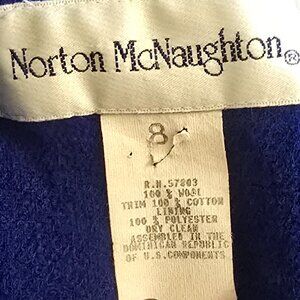 Norton McNaughton®
8
R.N.57803
100 % WOOL
TRIM 100 % COTTON
LINING
100 % POLYESTER
DRY CLEAN
ASSEMBLED IN THE
DOMINICAN REPUBLIC
OF U.S.COMPONENTS